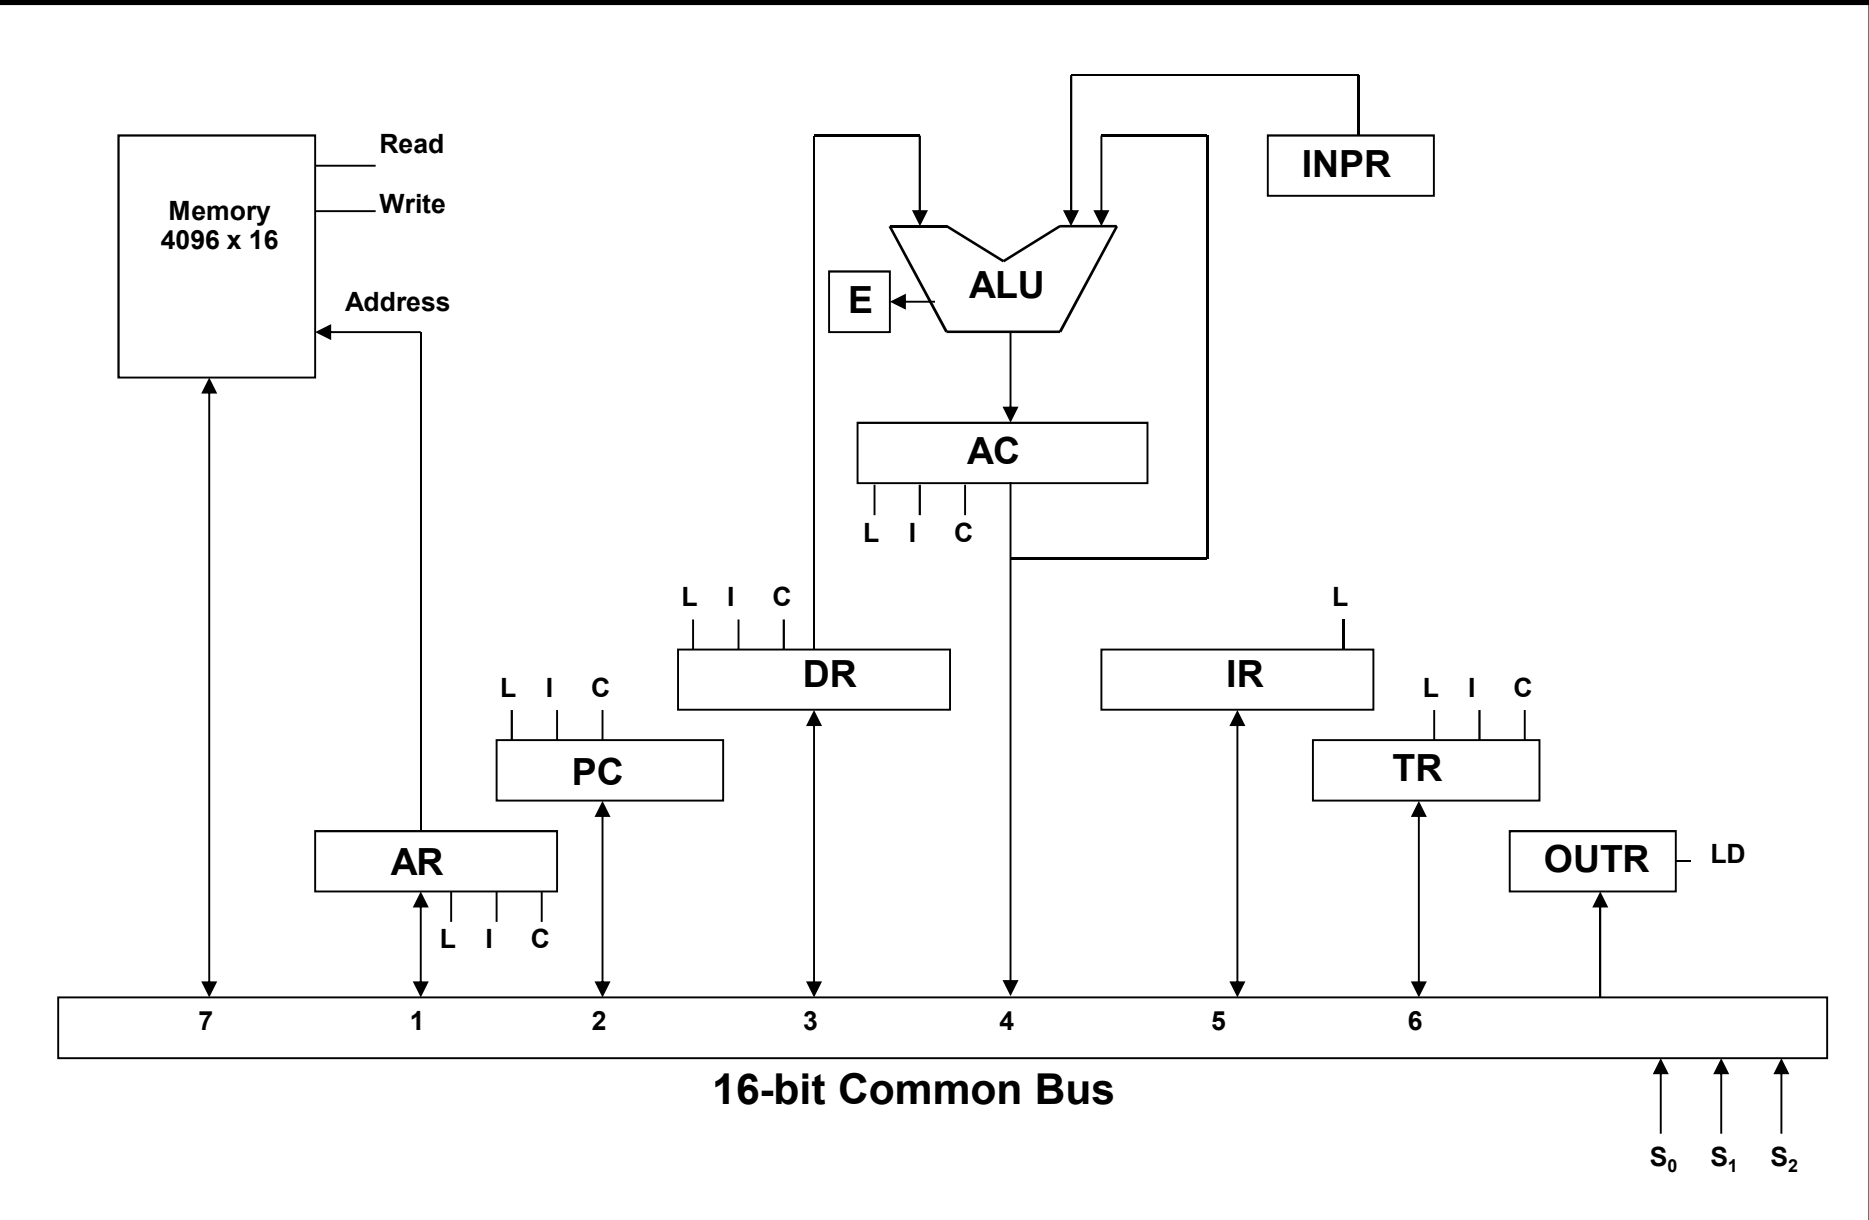 Read
INPR
Write
Memory
4096 x 16
ALU
E
Address
AC
L I C
L I C
L
DR
IR
L I C
L I C
PC
TR
AR
OUTR
LD
L I C
7 1 2 3 4 5 6
16-bit Common Bus
S0 S1 S2